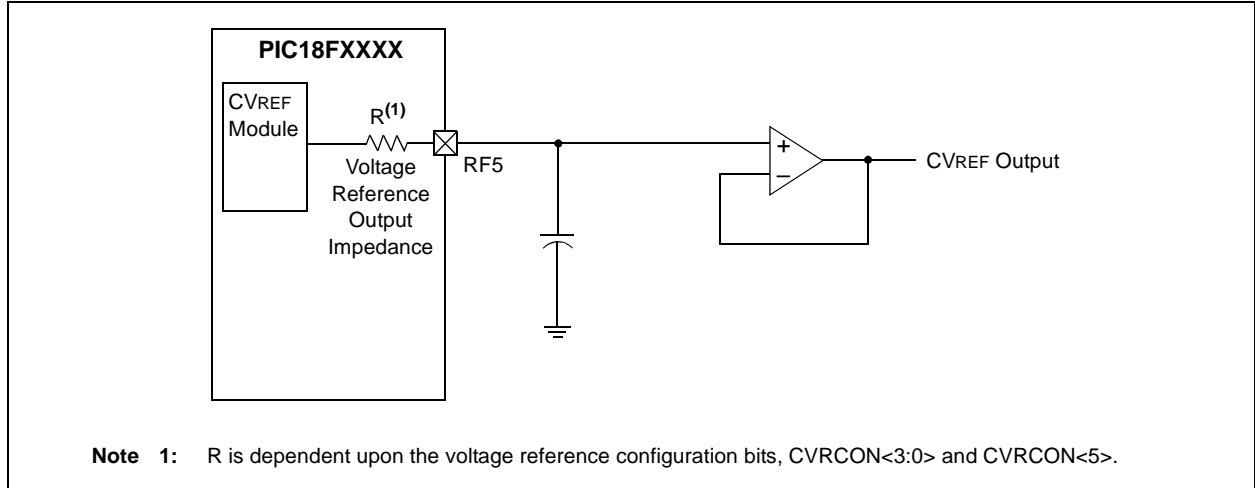 PIC18FXXXX
CVREF
Module
R(1)
Voltage
Reference
Output
Impedance
RF5
+
–
CVREF Output
Note 1: R is dependent upon the voltage reference configuration bits, CVRCON<3:0> and CVRCON<5>.